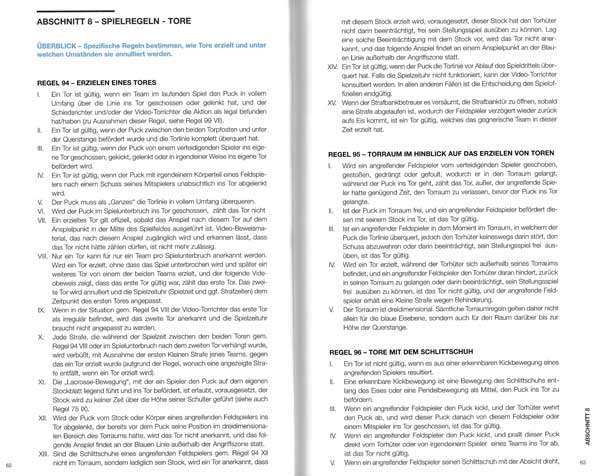 ABSCHNITT 8 – SPIELREGELN - TORE
ÜBERBLICK – Spezifische Regeln bestimmen, wie Tore erzielt und unter
welchen Umständen sie annulliert werden.
REGEL 94 – ERZIELEN EINES TORES
I. Ein Tor ist gültig, wenn ein Team im laufenden Spiel den Puck in vollem
Umfang über die Linie ins Tor geschossen oder gelenkt hat, und der
Schiedsrichter und/oder der Video-Torrichter die Aktion als legal befunden
hat/haben (zu Ausnahmen dieser Regel, siehe Regel 99 VII).
II. Ein Tor ist gültig, wenn der Puck zwischen den beiden Torpfosten und unter
der Querstange befördert wurde und die Torlinie komplett überquert hat.
III. Ein Tor ist gültig, wenn der Puck von einem verteidigenden Spieler ins eige-
ne Tor geschossen, gekickt, gelenkt oder in irgendeiner Weise ins eigene Tor
befördert wird.
IV. Ein Tor ist gültig, wenn der Puck mit irgendeinem Körperteil eines Feldspie-
lers nach einem Schuss seines Mitspielers unabsichtlich ins Tor abgelenkt
wird.
V. Der Puck muss als „Ganzes“ die Torlinie in vollem Umfang überqueren.
VI. Wird der Puck im Spielunterbruch ins Tor geschossen, zählt das Tor nicht
VII. Ein erzieltes Tor gilt offiziell, sobald das Anspiel nach diesem Tor auf dem
Anspielpunkt in der Mitte des Spielfeldes ausgeführt ist. Video-Beweismate-
rial, das nach diesem Anspiel zugänglich wird und erkennen lässt, dass
das Tor nicht hätte zählen dürfen, ist nicht mehr zulässig.
VIII. Nur ein Tor kann für nur ein Team pro Spielunterbruch anerkannt werden.
Wird ein Tor erzielt, ohne dass das Spiel unterbrochen wird und später ein
weiteres Tor von einem der beiden Teams erzielt, und der folgende Vide-
obeweis zeigt, dass das erste Tor gültig war, zählt das erste Tor. Das zwei-
te Tor wird annulliert und die Spieluhr (Spielzeit und ggf. Strafzeiten) dem
Zeitpunkt des ersten Tores angepasst.
IX. Wenn in der Situation gem. Regel 94 VIII der Video-Torrichter das erste Tor
als irregulär befindet, wird das zweite Tor anerkannt und die Spielzeituhr
braucht nicht angepasst zu werden.
X. Jede Strafe, die während der Spielzeit zwischen den beiden Toren gem.
Regel 94 VIII oder im Spielunterbruch nach dem zweiten Tor verhängt wurde,
wird verbüßt, mit Ausnahme der ersten Kleinen Strafe jenes Teams, gegen
das ein Tor erzielt wurde (aufgrund der Regel, wonach eine angezeigte Stra-
fe entfällt, wenn ein Tor erzielt wird).
XI. Die „Lacrosse-Bewegung“, mit der ein Spieler den Puck auf dem eigenen
Stockblatt liegend führt und ins Tor befördert, ist erlaubt, vorausgesetzt, der
Stock wird zu keiner Zeit über die Höhe seiner Schulter geführt (siehe auch
Regel 75 IX).
XII. Wird der Puck vom Stock oder Körper eines angreifenden Feldspielers ins
Tor abgelenkt, der bereits vor dem Puck seine Position im dreidimensiona-
len Bereich des Torraums hatte, wird das Tor nicht anerkannt, und das fol-
gende Anspiel findet an der Blauen Linie außerhalb der Angriffszone statt.
XIII. Sind die Schlittschuhe eines angreifenden Feldspielers gem. Regel 94 XII
nicht im Torraum, sondern lediglich sein Stock, wird ein Tor anerkannt, dass
62
mit diesem Stock erzielt wird, vorausgesetzt, dieser Stock hat den Torhüter
nicht darin beeinträchtigt, frei sein Stellungsspiel ausüben zu können. Lag
eine solche Beeinträchtigung mit dem Stock vor, wird das Tor nicht aner-
kannt, und das folgende Anspiel findet an einem Anspielpunkt an der Blau-
en Linie außerhalb der Angriffszone statt.
XIV. Ein Tor ist gültig, wenn der Puck die Torlinie vor Ablauf des Spieldrittels über-
quert hat. Falls die Spielzeituhr nicht funktioniert, kann der Video-Torrichter
konsultiert werden. In allen anderen Fällen ist die Entscheidung des Spielof-
fiziellen endgültig.
XV. Wenn der Strafbankbetreuer es versäumt, die Strafbanktür zu öffnen, sobald
eine Strafe abgelaufen ist, wodurch der Feldspieler verzögert wieder zurück
aufs Eis kommt, ist ein Tor gültig, welches das gegnerische Team in dieser
Zeit erzielt hat.
REGEL 95 – TORRAUM IM HINBLICK AUF DAS ERZIELEN VON TOREN
I. Wird ein angreifender Feldspieler vom verteidigenden Spieler geschoben,
gestoßen, gedrängt oder gefoult, wodurch er in den Torraum gelangt,
während der Puck ins Tor geht, zählt das Tor, außer, der angreifende Spie-
ler hatte genügend Zeit, den Torraum zu verlassen, bevor der Puck ins Tor
gelangte.
II. Ist der Puck im Torraum frei, und ein angreifender Feldspieler befördert die-
sen mit seinem Stock ins Tor, ist das Tor gültig.
III. Ist ein angreifender Feldspieler in dem Moment im Torraum, in welchem der
Puck die Torlinie überquert, jedoch den Torhüter keineswegs darin stört, den
Schuss abzuwehren oder darin beeinträchtigt, sein Stellungsspiel frei aus-
üben, ist das Tor gültig.
IV. Wird ein Tor erzielt, während der Torhüter sich außerhalb seines Torraums
befindet, und ein angreifender Feldspieler den Torhüter daran hindert, zurück
in seinen Torraum zu gelangen oder darin beeinträchtigt, sein Stellungsspiel
frei ausüben zu können, ist das Tor nicht gültig, und der angreifende Feld-
spieler erhält eine Kleine Strafe wegen Behinderung.
V. Der Torraum ist dreidimensional. Sämtliche Torraumregeln gelten daher nicht
allein für die blaue Eisebene, sondern auch für den Raum darüber bis zur
Höhe der Querstange.
REGEL 96 – TORE MIT DEM SCHLITTSCHUH
I. Ein Tor ist nicht gültig, wenn es aus einer erkennbaren Kickbewegung eines
angreifenden Spielers resultiert.
II. Eine erkennbare Kickbewegung ist eine Bewegung des Schlittschuhs entl-
ang des Eises oder eine Pendelbewegung als Mittel, den Puck ins Tor zu
befördern.
III. Wenn ein angreifender Feldspieler den Puck kickt, und der Torhüter wehrt
den Puck ab, und wird dieser Puck danach von diesem Feldspieler oder
einem Mitspieler ins Tor geschossen, ist das Tor gültig.
IV. Wenn ein angreifender Feldspieler den Puck kickt, und prallt dieser Puck
direkt vom Torhüter oder von irgendeinem Spieler eines Teams ins Tor ab,
ist das Tor nicht gültig.
V. Wenn ein angreifender Feldspieler seinen Schlittschuh mit der Absicht dreht,
ABSCHNITT 8
63